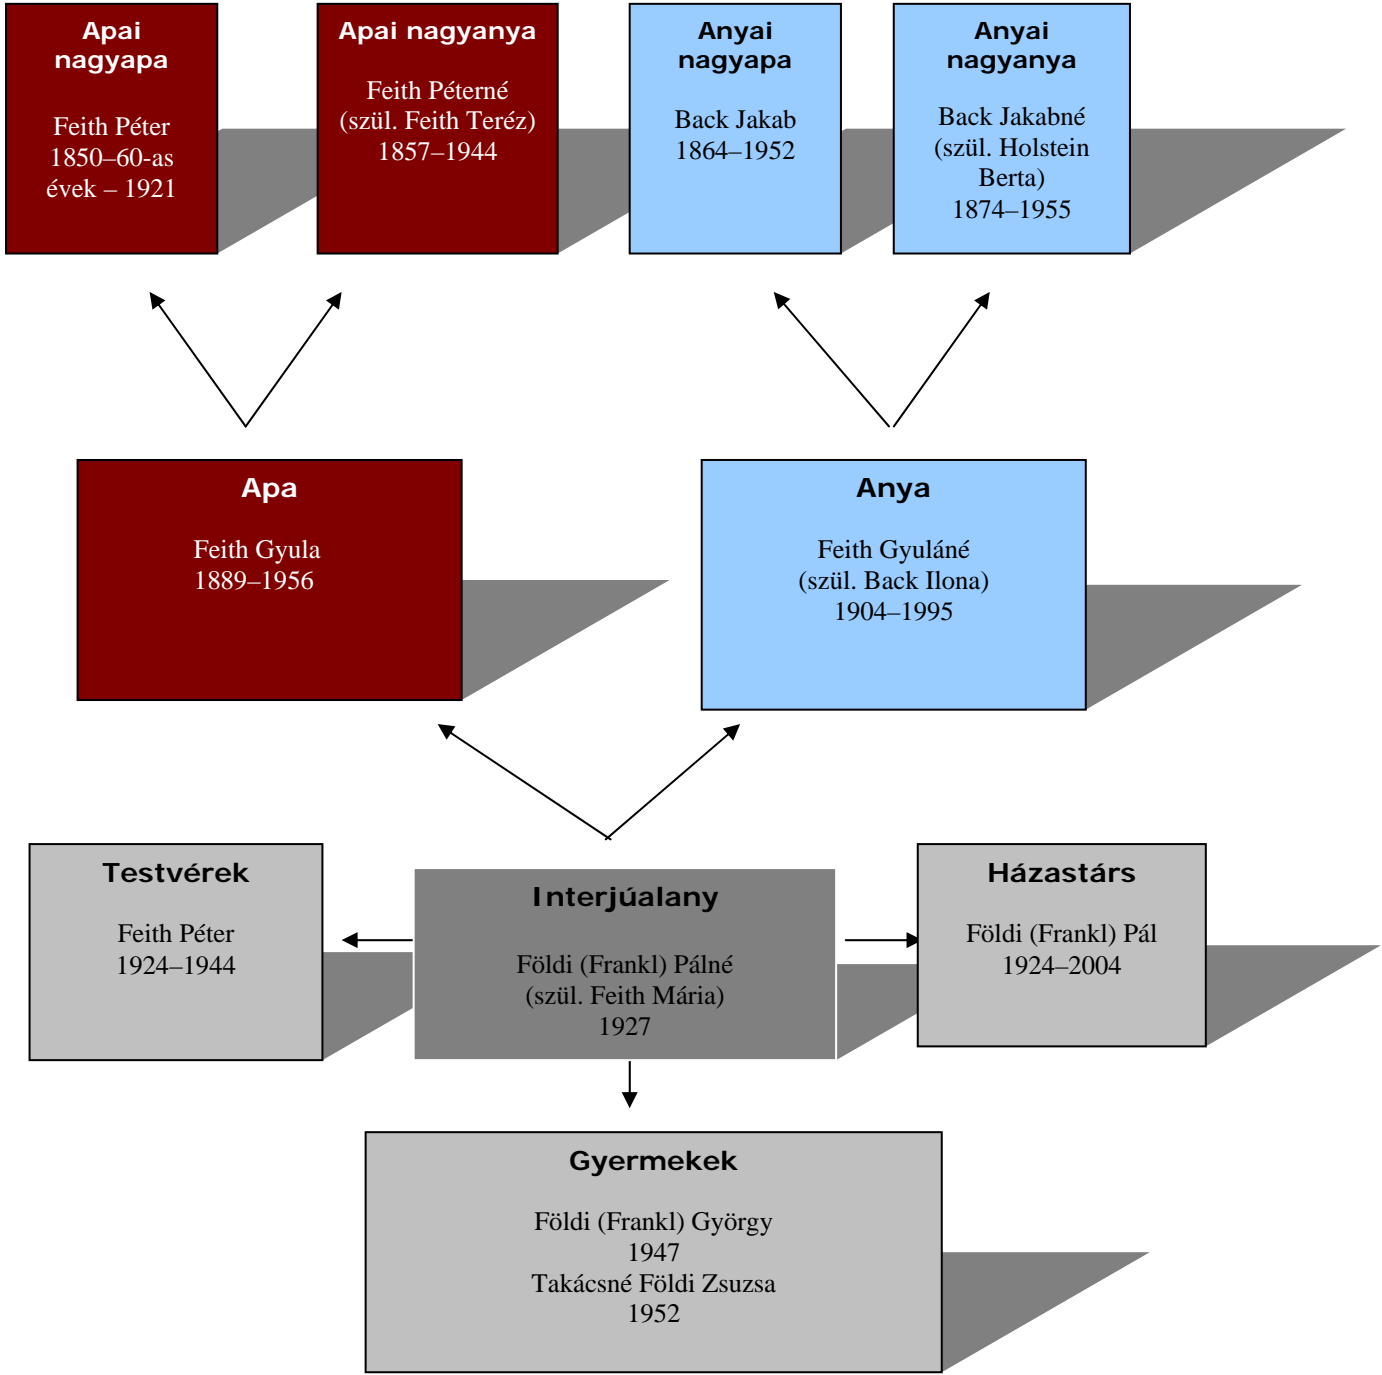 Apai
nagyapa
Feith Péter
1850–60-as
évek – 1921
Apai nagyanya
Feith Péterné
(szül. Feith Teréz)
1857–1944
Anyai
nagyapa
Back Jakab
1864–1952
Anyai
nagyanya
Back Jakabné
(szül. Holstein
Berta)
1874–1955
Apa
Feith Gyula
1889–1956
Anya
Feith Gyuláné
(szül. Back Ilona)
1904–1995
Testvérek
Feith Péter
1924–1944
Interjúalany
Földi (Frankl) Pálné
(szül. Feith Mária)
1927
Házastárs
Földi (Frankl) Pál
1924–2004
Gyermekek
Földi (Frankl) György
1947
Takácsné Földi Zsuzsa
1952